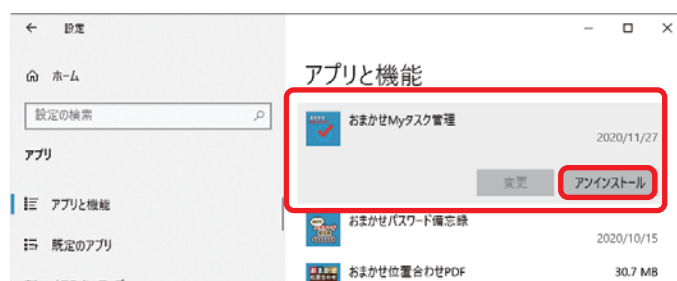 設定
ホーム
設定の検索
アプリ
アプリと機能
既定のアプリ
アプリと機能
おまかせMyタスク管理
2020/11/27
変更
アンインストール
おまかせパスワード備忘録
2020/10/15
おまかせ位置合わせPDF
30.7 MB